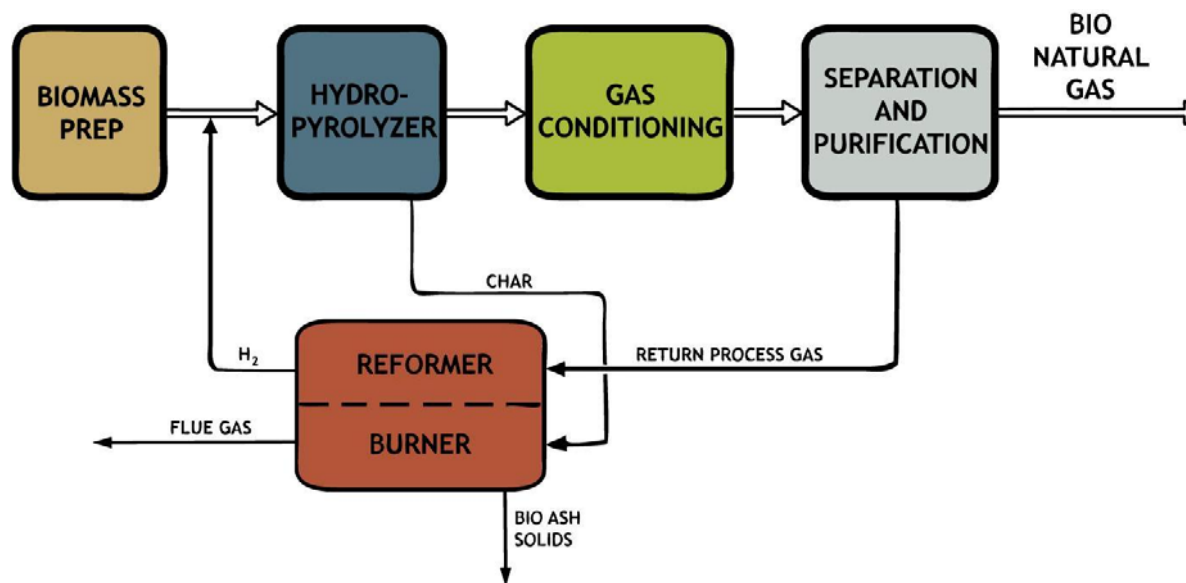 BIOMASS
PREP
HYDRO-
PYROLYZER
GAS
CONDITIONING
SEPARATION
AND
PURIFICATION
BIO
NATURAL
GAS
CHAR
H₂
REFORMER
RETURN PROCESS GAS
FLUE GAS
BURNER
BIO ASH
SOLIDS